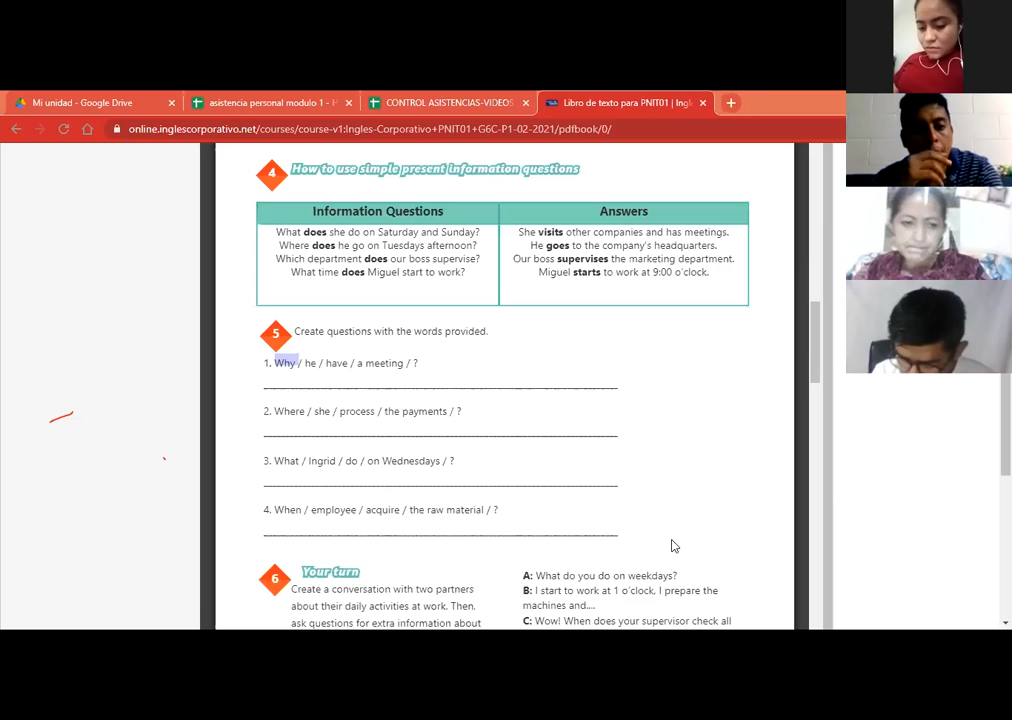 Mi unidad - Google Drive
asistencia personal modulo 1 - H
CONTROL ASISTENCIAS-VIDEOS
Libro de texto para PNIT01 | Ingl
online.inglescorporativo.net/courses/course-v1:Ingles-Corporativo+PNIT01+G6C-P1-02-2021/pdfbook/0/
4 How to use simple present information questions
Information Questions
What does she do on Saturday and Sunday?
Where does he go on Tuesdays afternoon?
Which department does our boss supervise?
What time does Miguel start to work?
Answers
She visits other companies and has meetings.
He goes to the company's headquarters.
Our boss supervises the marketing department.
Miguel starts to work at 9:00 o'clock.
5 Create questions with the words provided.
1. Why / he / have / a meeting / ?
2. Where / she / process / the payments / ?
3. What / Ingrid / do / on Wednesdays / ?
4. When / employee / acquire / the raw material / ?
6 Your turn
Create a conversation with two partners
about their daily activities at work. Then,
ask questions for extra information about
A: What do you do on weekdays?
B: I start to work at 1 o'clock, I prepare the
machines and....
C: Wow! When does your supervisor check all